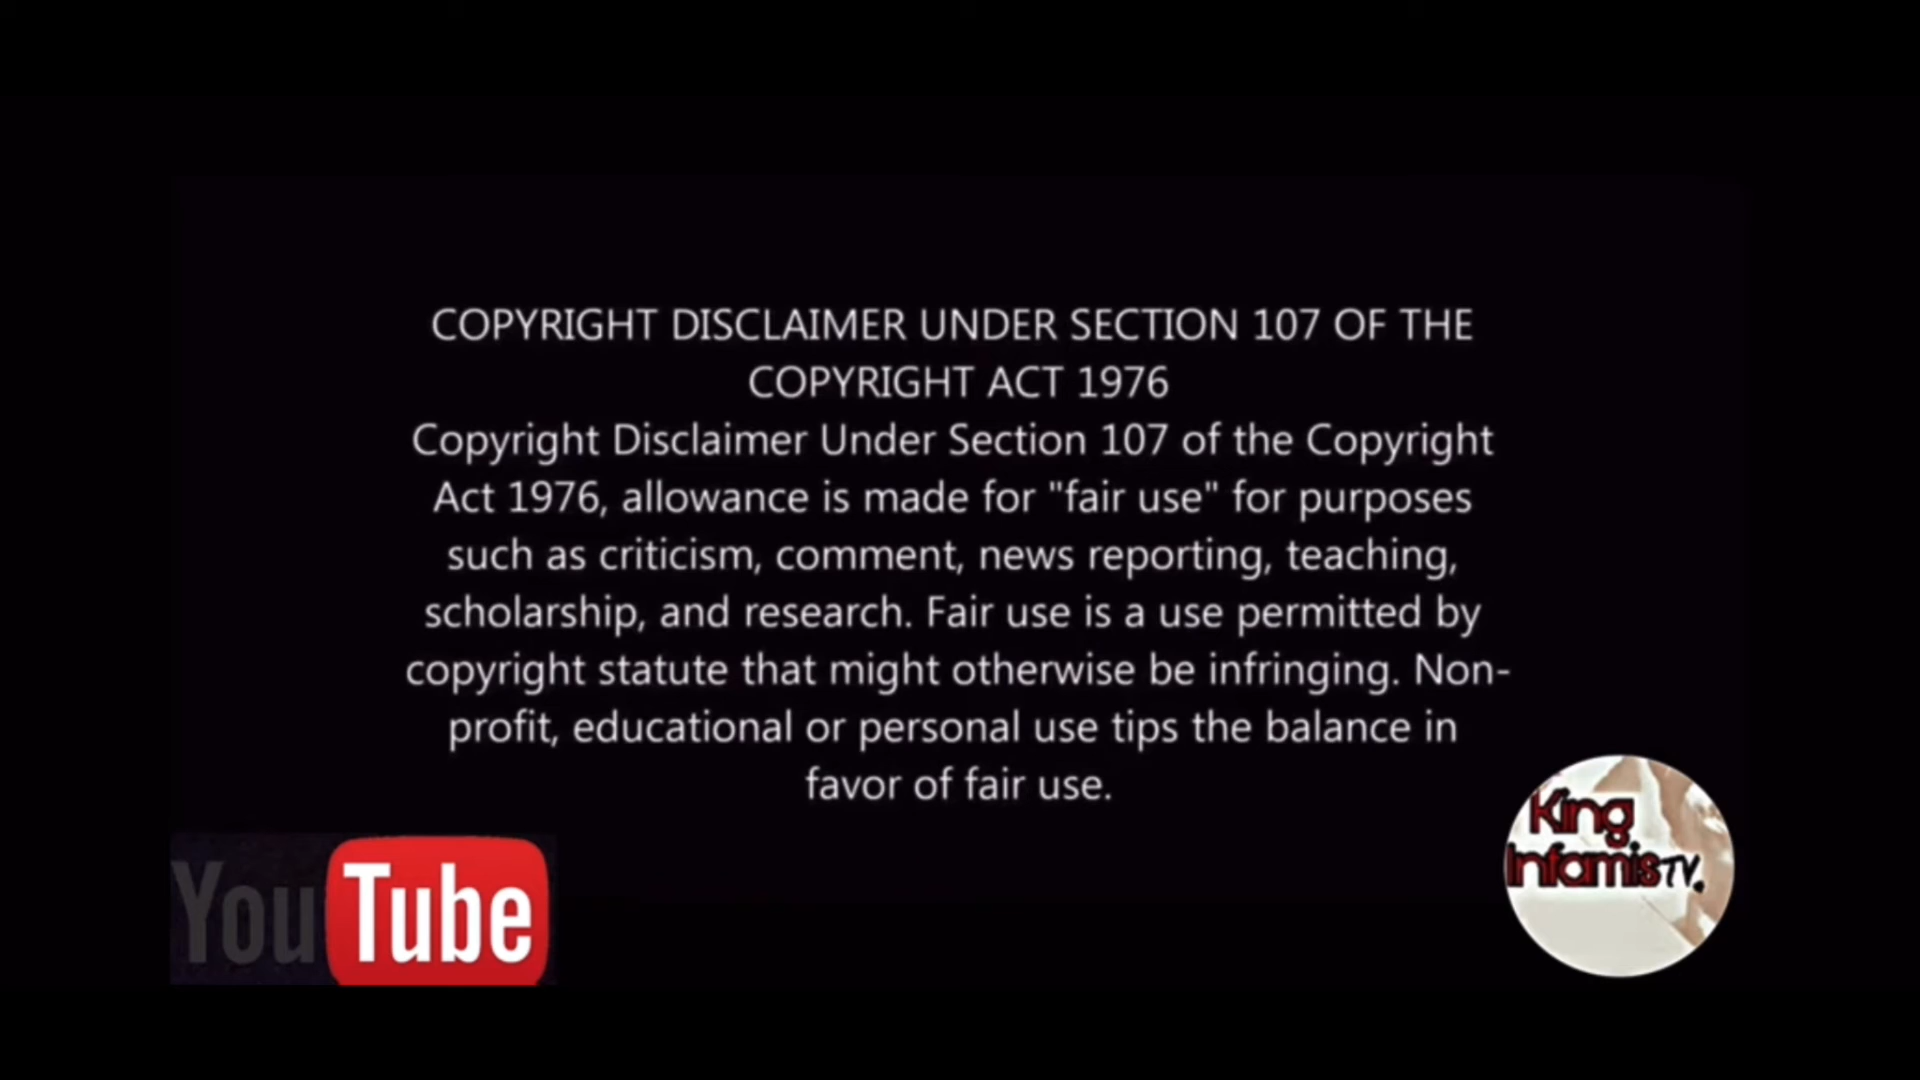 COPYRIGHT DISCLAIMER UNDER SECTION 107 OF THE
COPYRIGHT ACT 1976
Copyright Disclaimer Under Section 107 of the Copyright
Act 1976, allowance is made for "fair use" for purposes
such as criticism, comment, news reporting, teaching,
scholarship, and research. Fair use is a use permitted by
copyright statute that might otherwise be infringing. Non-
profit, educational or personal use tips the balance in
favor of fair use.
YouTube
King
InfamisTV.